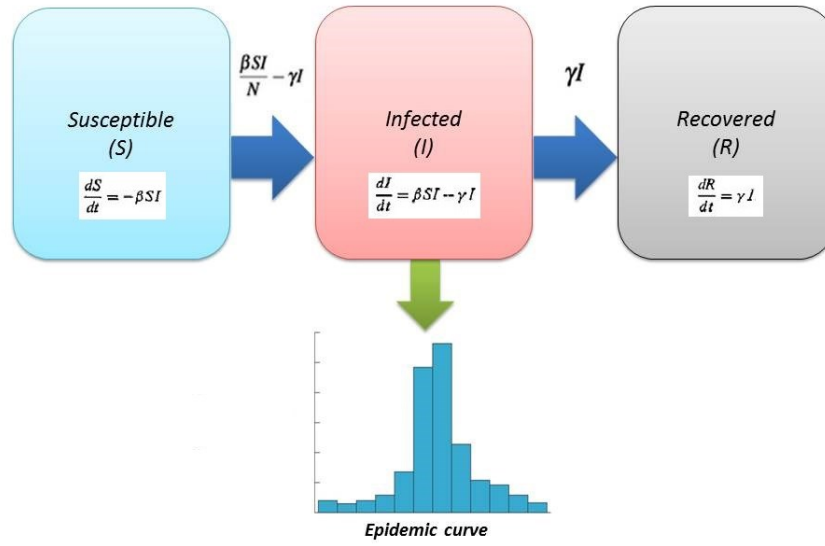 Susceptible
(S)
dS/dt = −βSI
βSI/N − γI
Infected
(I)
dI/dt = βSI -- γI
γI
Recovered
(R)
dR/dt = γI
Epidemic curve